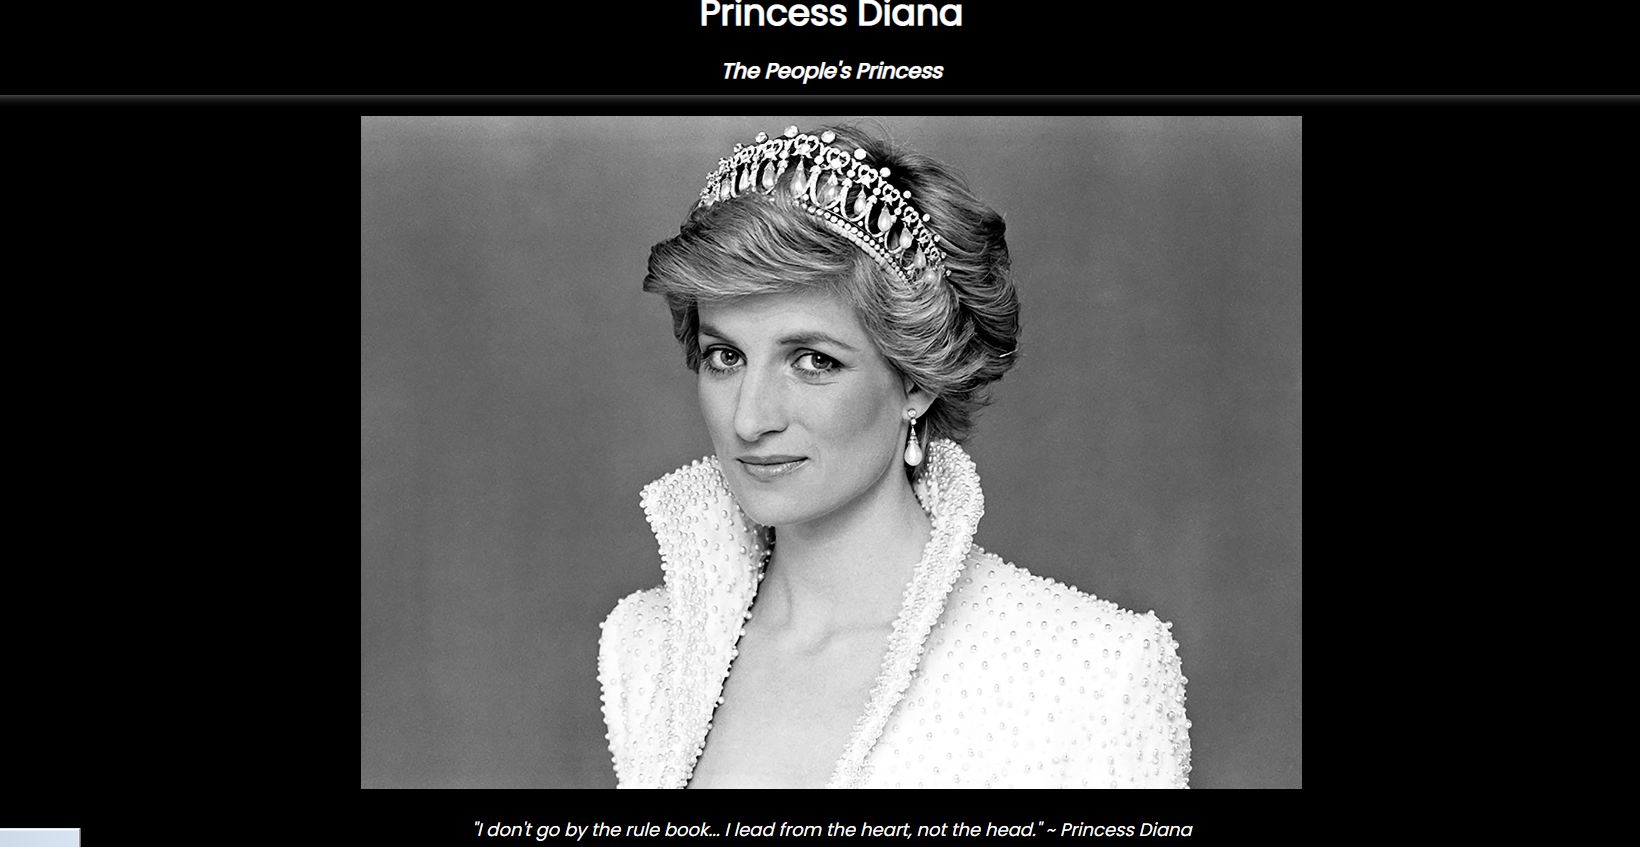 Princess Diana
The People's Princess
"I don't go by the rule book... I lead from the heart, not the head." ~ Princess Diana